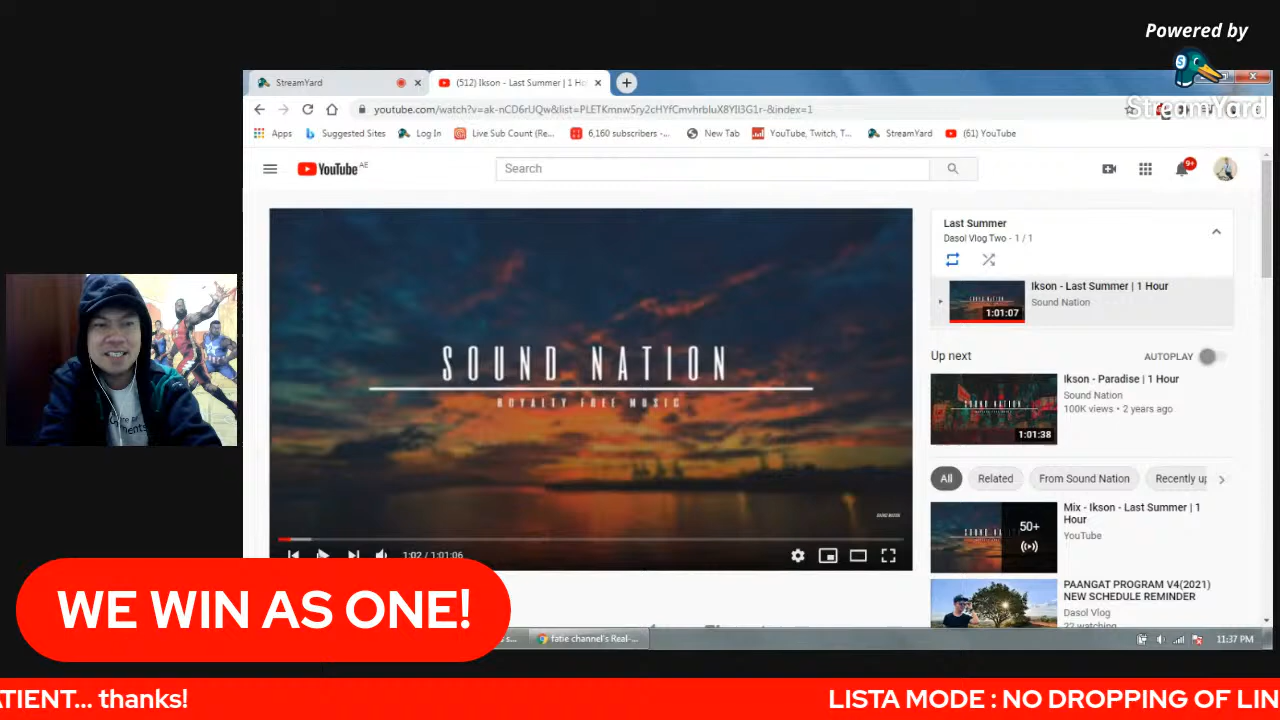 Powered by
StreamYard
StreamYard
(512) Ikson - Last Summer | 1 Ho
youtube.com/watch?v=ak-nCD6rUQw&list=PLETKmnw5ry2cHYfCmvhrbluX8YIl3G1r-&index=1
Apps
Suggested Sites
Log In
Live Sub Count (Re...
6,160 subscribers -...
New Tab
YouTube, Twitch, T...
StreamYard
(61) YouTube
YouTube AE
Search
9+
SOUND NATION
ROYALTY FREE MUSIC
1:02 / 1:01:06
Last Summer
Dasol Vlog Two - 1 / 1
Ikson - Last Summer | 1 Hour
Sound Nation
1:01:07
Up next
AUTOPLAY
Ikson - Paradise | 1 Hour
Sound Nation
100K views • 2 years ago
1:01:38
All
Related
From Sound Nation
Recently up
Mix - Ikson - Last Summer | 1
Hour
YouTube
50+
PAANGAT PROGRAM V4(2021)
NEW SCHEDULE REMINDER
Dasol Vlog
22 watching
WE WIN AS ONE!
fatie channel's Real-...
11:37 PM
ATIENT... thanks!
LISTA MODE : NO DROPPING OF LIN